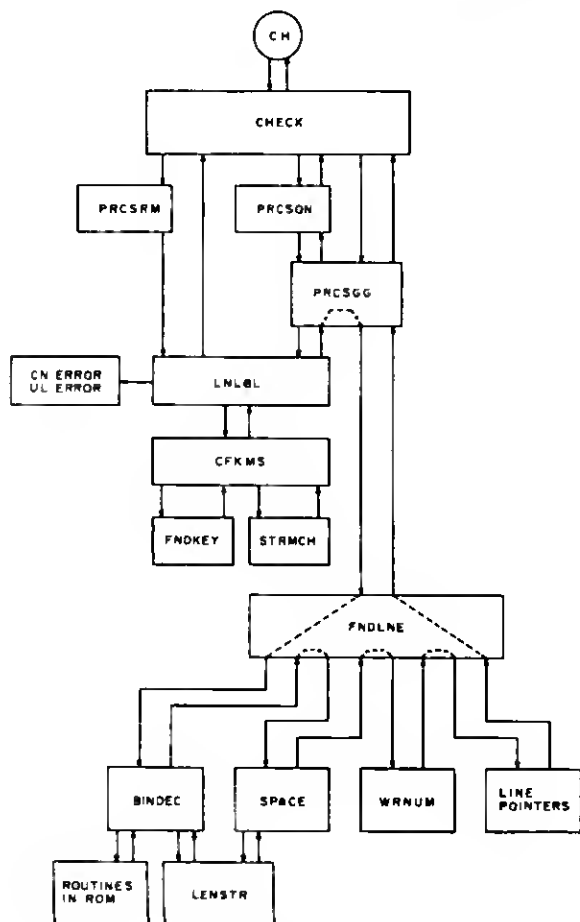 CH
CHECK
PRCSRM
PRCSON
PRCSGG
CN ERROR
UL ERROR
LNLBL
CFKMS
FNDKEY
STRMCH
FNDLNE
BINDEC
SPACE
WRNUM
LINE
POINTERS
ROUTINES
IN ROM
LENSTR